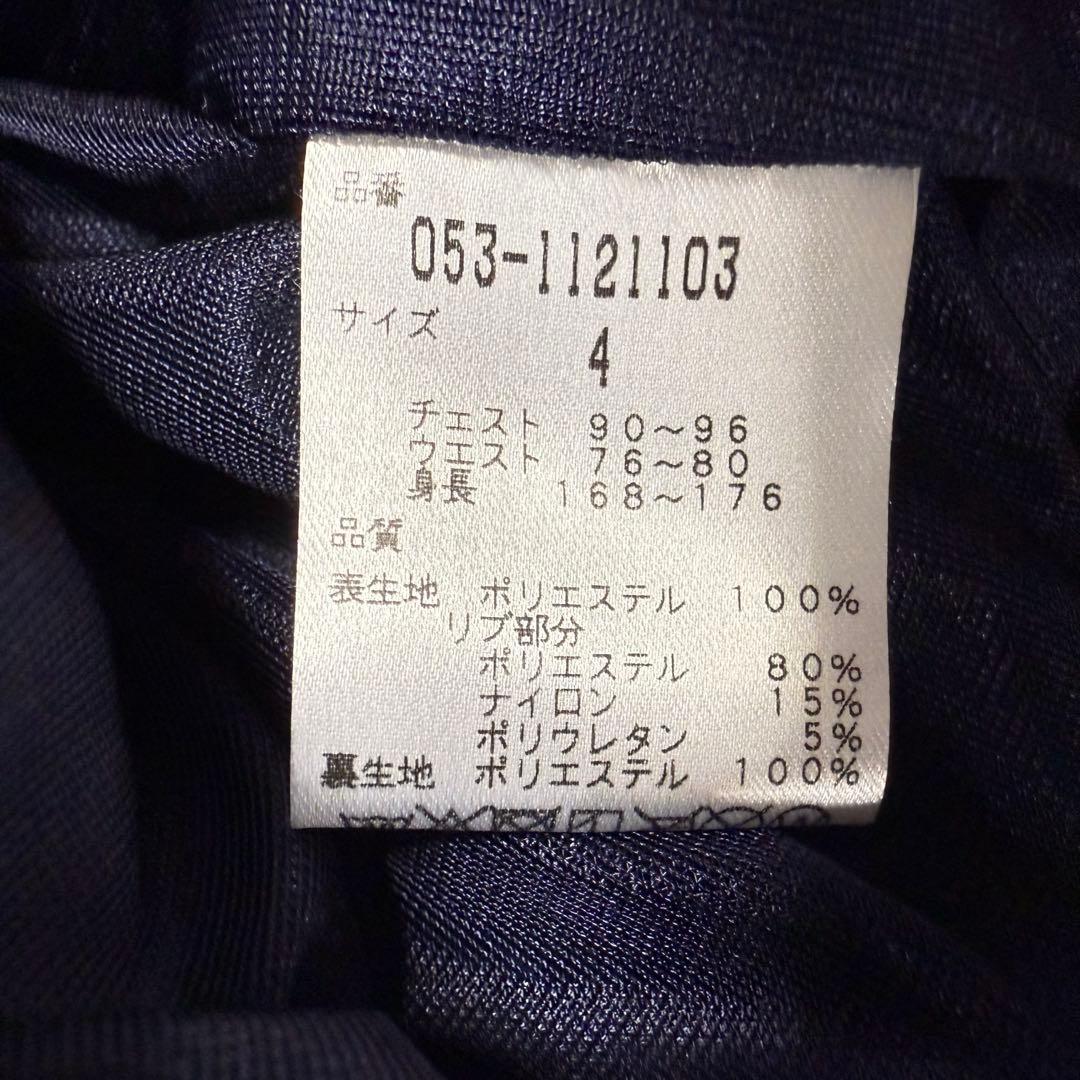 品番
053-1121103
サイズ
4
チェスト 90～96
ウエスト 76～80
身長 168～176
品質
表生地 ポリエステル 100%
リブ部分
ポリエステル 80%
ナイロン 15%
ポリウレタン 5%
裏生地 ポリエステル 100%